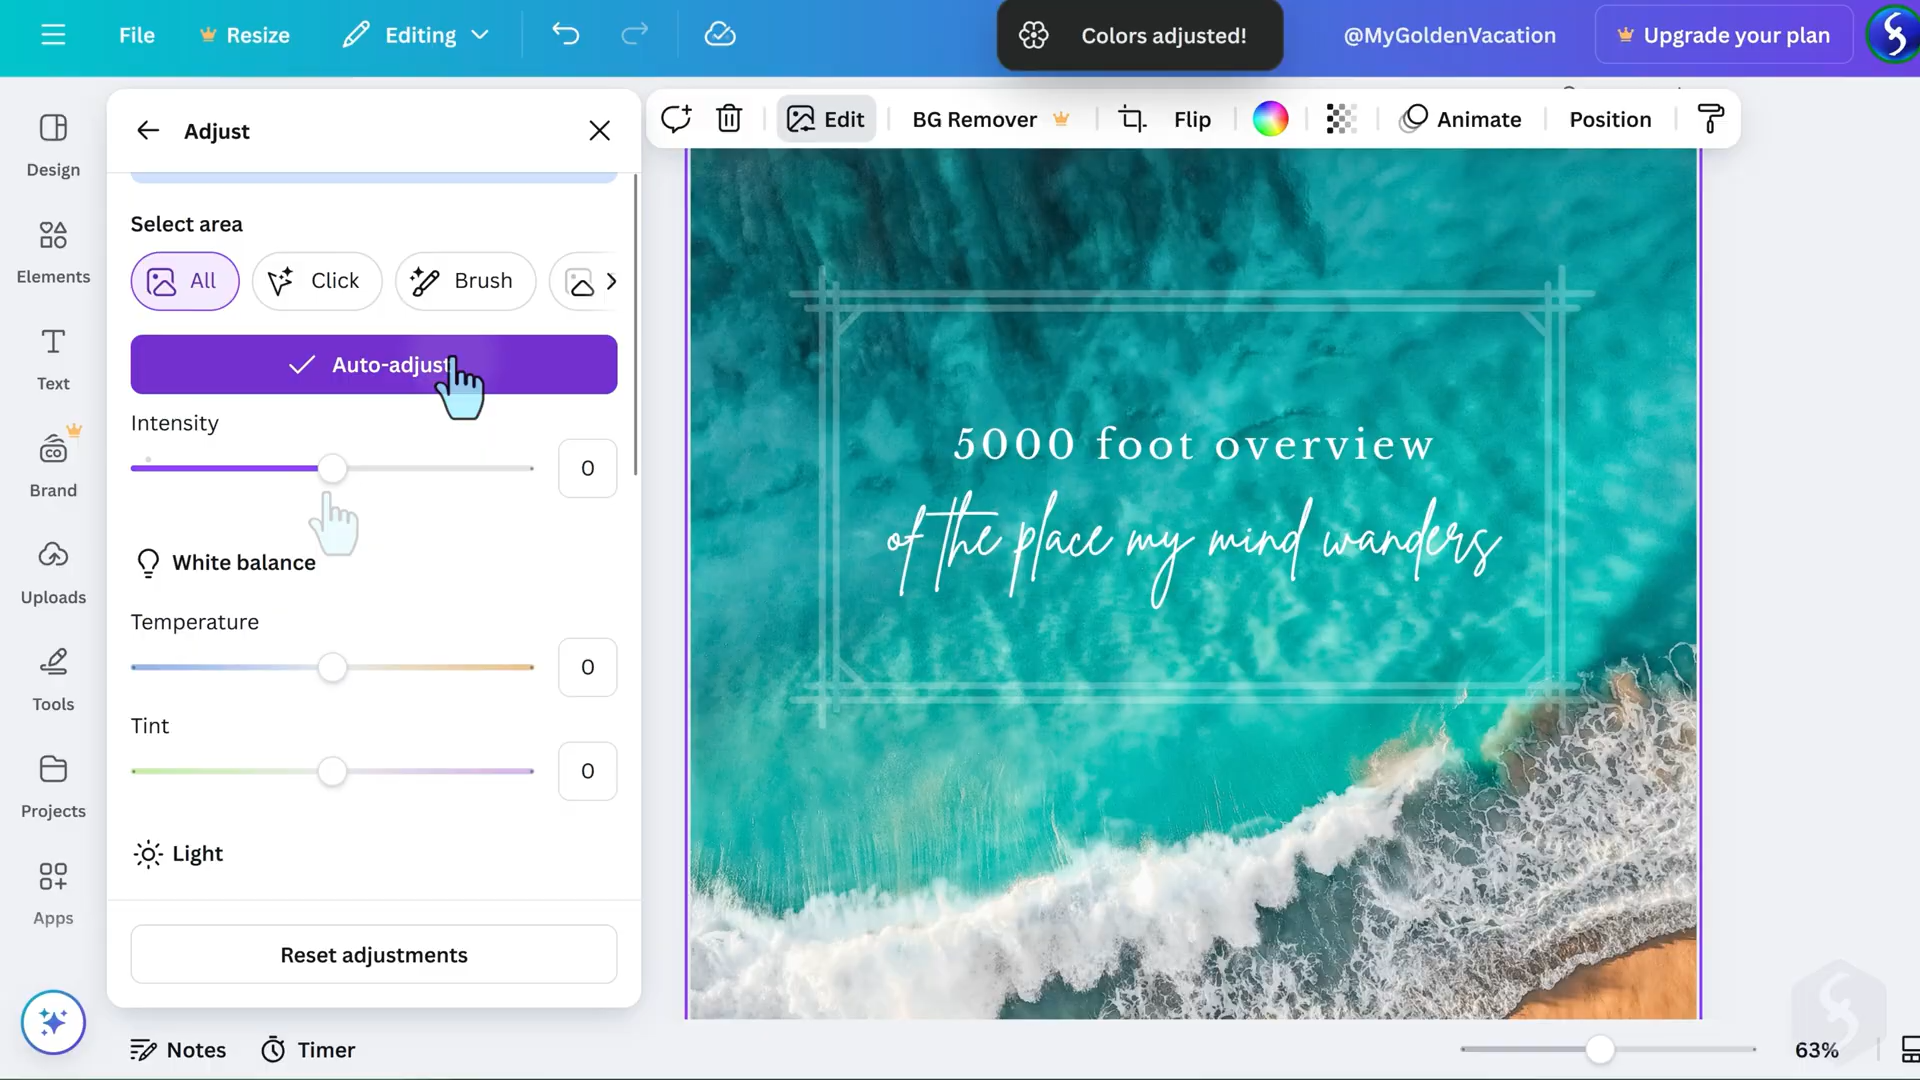 File
Resize
Editing
Colors adjusted!
@MyGoldenVacation
Upgrade your plan
Design
Elements
Text
Brand
Uploads
Tools
Projects
Apps
Adjust
Select area
All
Click
Brush
Auto-adjust
Intensity
0
White balance
Temperature
0
Tint
0
Light
Reset adjustments
Edit
BG Remover
Flip
Animate
Position
5000 foot overview
of the place my mind wanders
Notes
Timer
63%